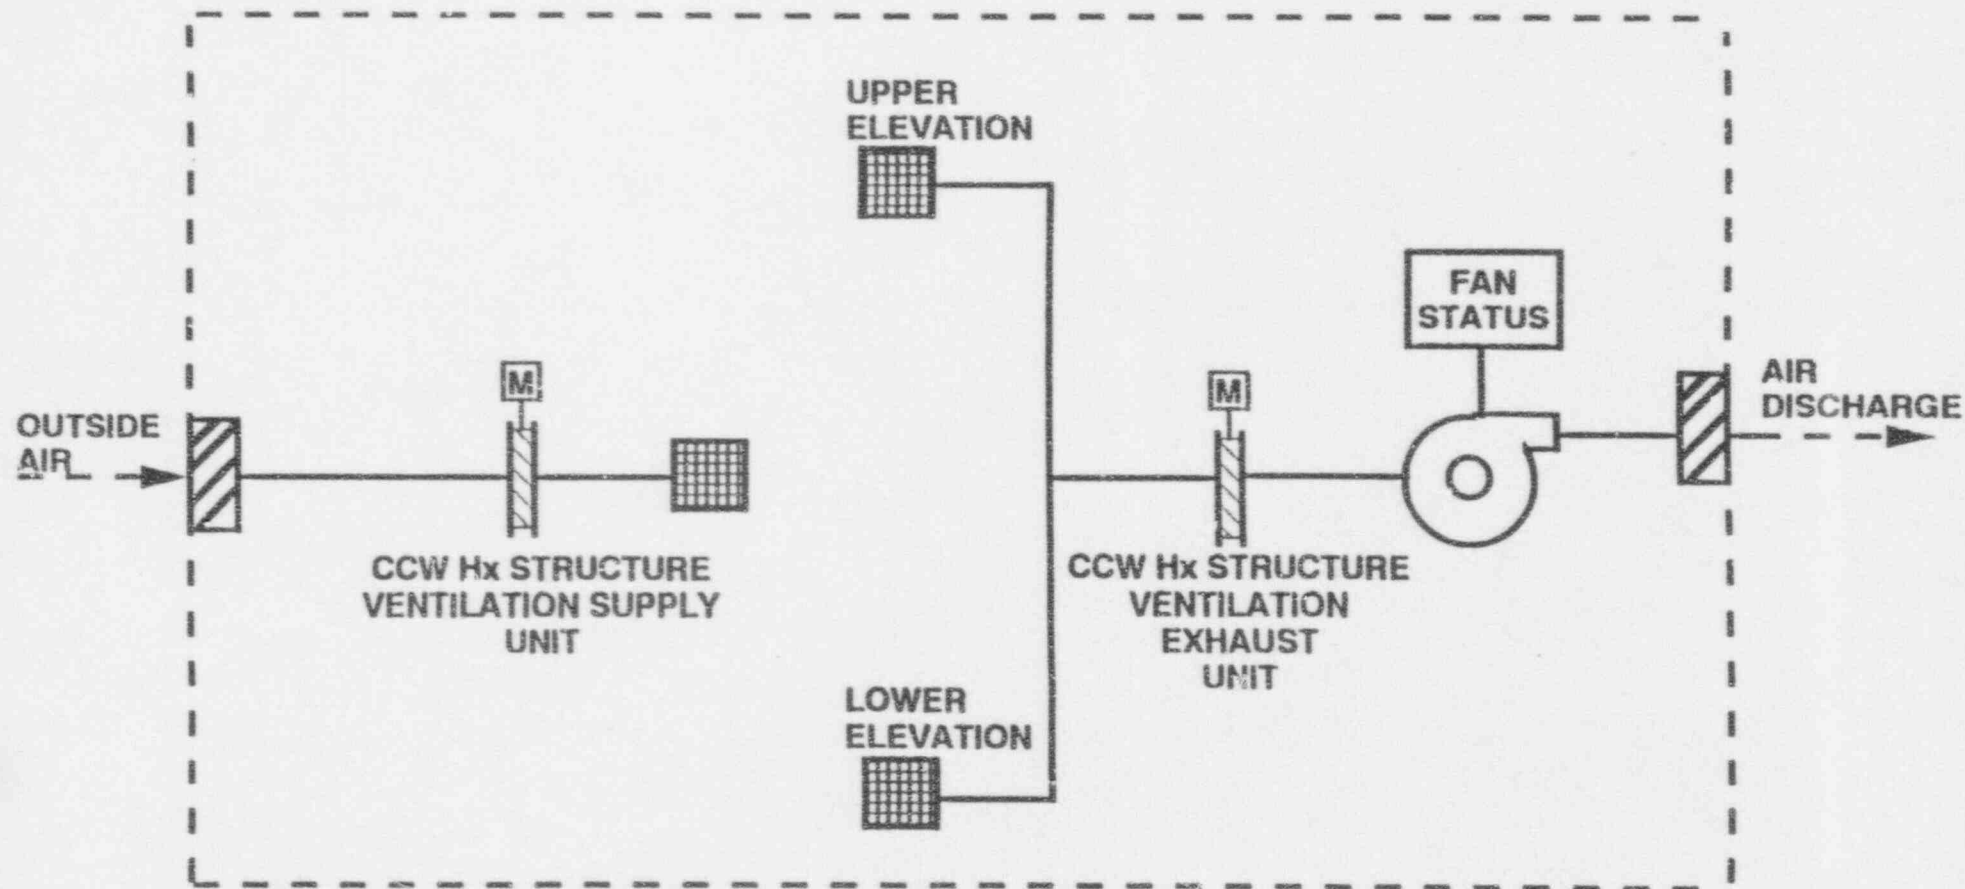 UPPER
ELEVATION
FAN
STATUS
M
M
AIR
DISCHARGE
OUTSIDE
AIR
CCW Hx STRUCTURE
VENTILATION SUPPLY
UNIT
CCW Hx STRUCTURE
VENTILATION
EXHAUST
UNIT
LOWER
ELEVATION